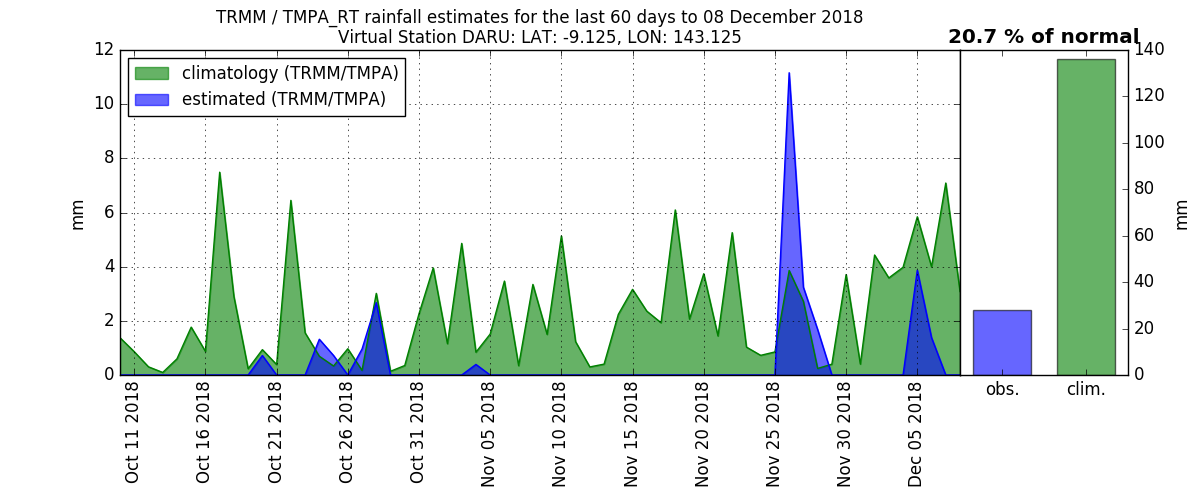 TRMM / TMPA_RT rainfall estimates for the last 60 days to 08 December 2018
Virtual Station DARU: LAT: -9.125, LON: 143.125
20.7 % of normal
climatology (TRMM/TMPA)
estimated (TRMM/TMPA)
mm
12
10
8
6
4
2
0
Oct 11 2018
Oct 16 2018
Oct 21 2018
Oct 26 2018
Oct 31 2018
Nov 05 2018
Nov 10 2018
Nov 15 2018
Nov 20 2018
Nov 25 2018
Nov 30 2018
Dec 05 2018
obs.
clim.
140
120
100
80
60
40
20
0
mm